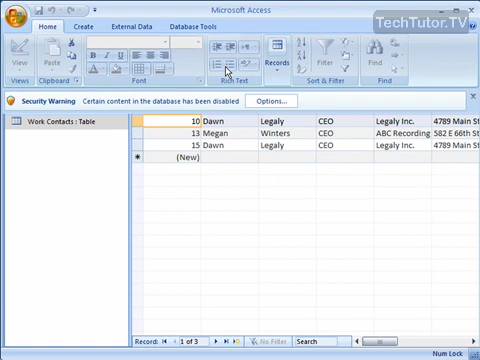 Microsoft Access
TechTutor.TV
Home
Create
External Data
Database Tools
View
Views
Paste
Clipboard
Font
Rich Text
Records
Sort & Filter
Find
Find
Security Warning
Certain content in the database has been disabled
Options...
Work Contacts : Table
10 Dawn Legaly CEO Legaly Inc. 4789 Main St
13 Megan Winters CEO ABC Recording 582 E 66th S
15 Dawn Legaly CEO Legaly Inc. 4789 Main St
(New)
Record: 1 of 3 No Filter Search
Num Lock